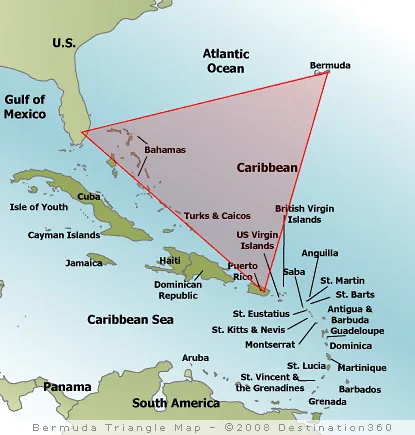 U.S.
Atlantic
Ocean
Bermuda
Gulf of
Mexico
Bahamas
Caribbean
Cuba
Isle of Youth
Turks & Caicos
British Virgin
Islands
Cayman Islands
US Virgin
Islands
Anguilla
Jamaica
Haiti
Puerto
Rico
Saba
St. Martin
Dominican
Republic
St. Barts
Caribbean Sea
St. Eustatius
Antigua &
Barbuda
St. Kitts & Nevis
Guadeloupe
Montserrat
Dominica
Aruba
St. Lucia
Martinique
St. Vincent &
the Grenadines
Panama
Barbados
South America
Grenada
Bermuda Triangle Map - ©2008 Destination360